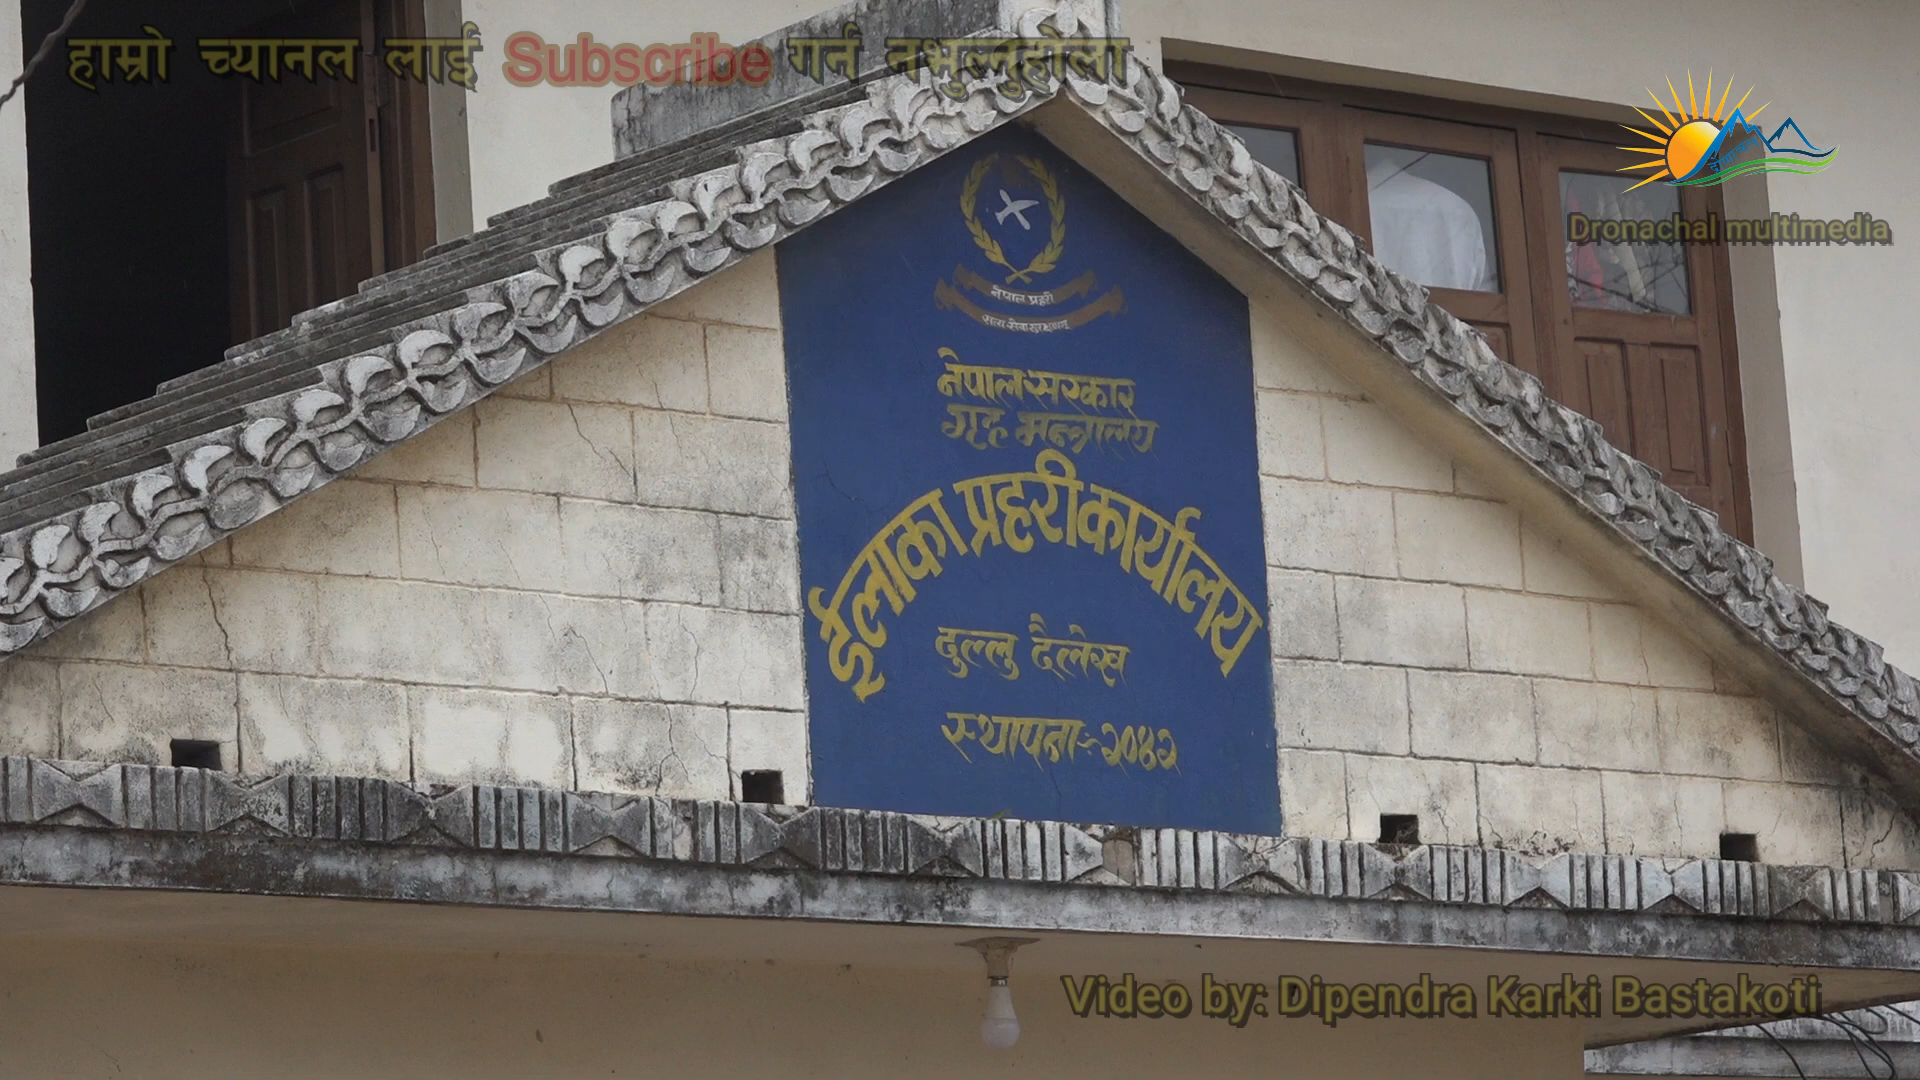 हाम्रो च्यानल लाई Subscribe गर्न नभुल्नुहोला
Dronachal multimedia
नेपाल प्रहरी
नेपाल सरकार
गृह मन्त्रालय
ईलाका प्रहरी कार्यालय
दुल्लु दैलेख
स्थापना:-२०४२
Video by: Dipendra Karki Bastakoti